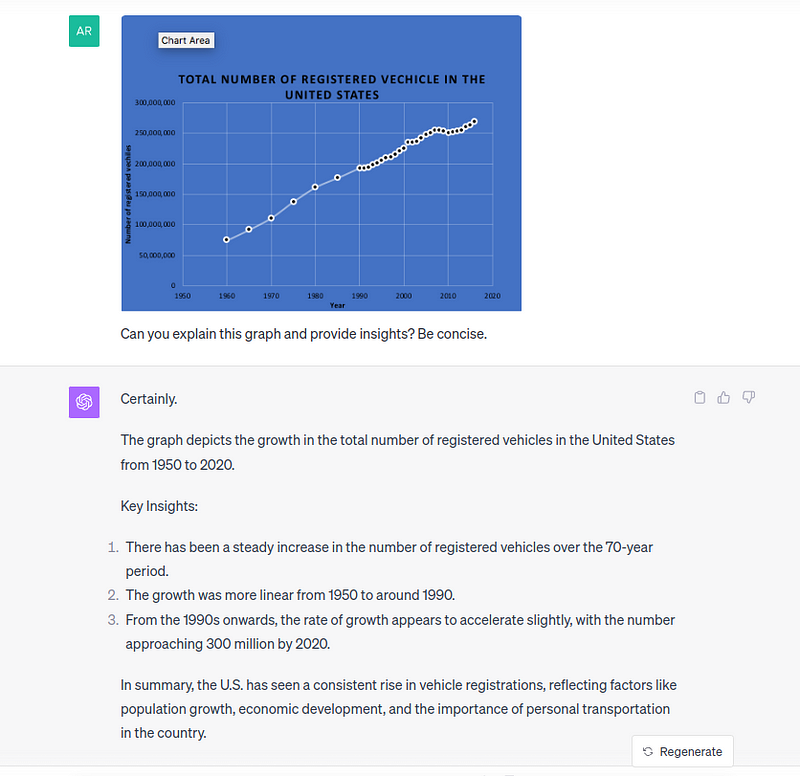 AR
Chart Area
TOTAL NUMBER OF REGISTERED VECHICLE IN THE
UNITED STATES
300,000,000
250,000,000
200,000,000
150,000,000
100,000,000
50,000,000
0
Number of registered vechiles
1950 1960 1970 1980 1990 2000 2010 2020
Year
Can you explain this graph and provide insights? Be concise.
Certainly.
The graph depicts the growth in the total number of registered vehicles in the United States
from 1950 to 2020.
Key Insights:
1. There has been a steady increase in the number of registered vehicles over the 70-year
period.
2. The growth was more linear from 1950 to around 1990.
3. From the 1990s onwards, the rate of growth appears to accelerate slightly, with the number
approaching 300 million by 2020.
In summary, the U.S. has seen a consistent rise in vehicle registrations, reflecting factors like
population growth, economic development, and the importance of personal transportation
in the country.
Regenerate